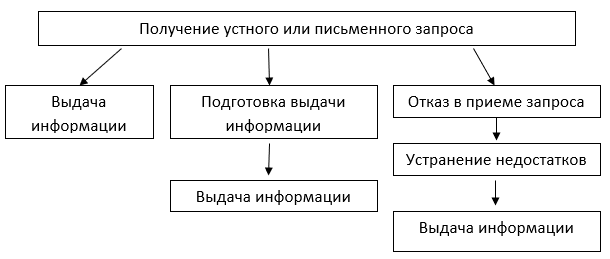 Получение устного или письменного запроса
Выдача
информации
Подготовка выдачи
информации
Выдача информации
Отказ в приеме запроса
Устранение недостатков
Выдача информации